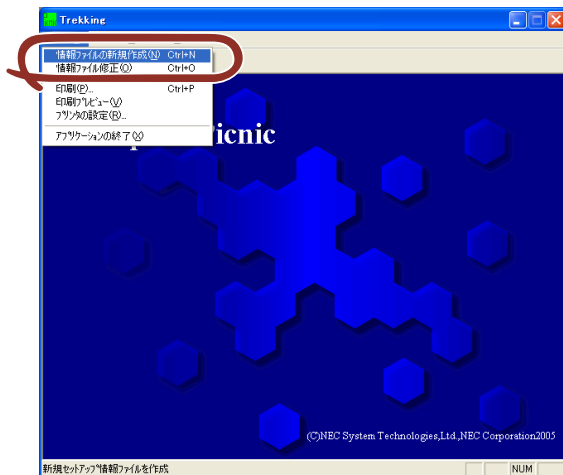 Trekking
情報ファイルの新規作成(N) Ctrl+N
情報ファイル修正(O) Ctrl+O
印刷(P)... Ctrl+P
印刷プレビュー(V)
プリンタの設定(R)...
アプリケーションの終了(X)
icnic
(C)NEC System Technologies,Ltd.,NEC Corporation2005
新規セットアップ情報ファイルを作成
NUM